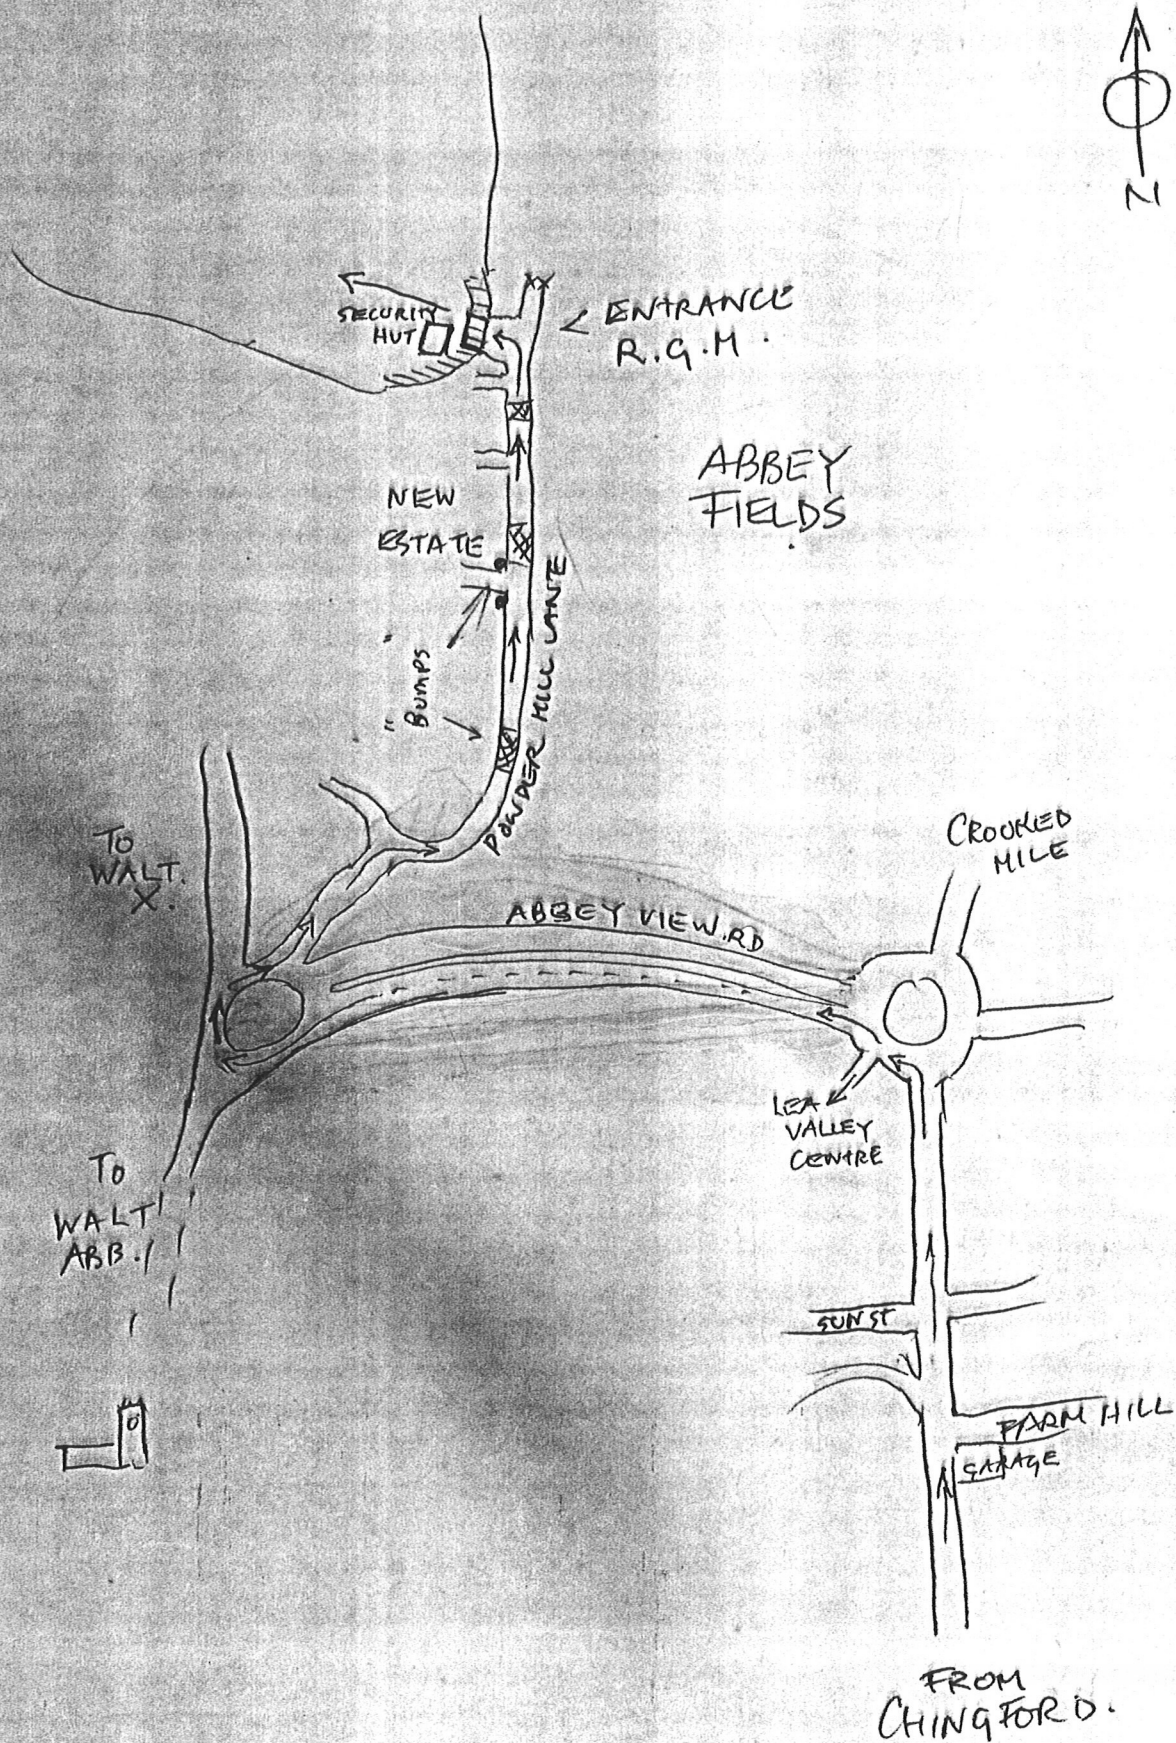 N
SECURITY
HUT
< ENTRANCE
R.G.M.
ABBEY
FIELDS
NEW
ESTATE
"BUMPS"
POWDER MILL LANE
TO
WALT.
X.
CROOKED
MILE
ABBEY VIEW.RD
LEA
VALLEY
CENTRE
TO
WALT
ABB.
SUN ST
FARM HILL
GARAGE
FROM
CHINGFORD.